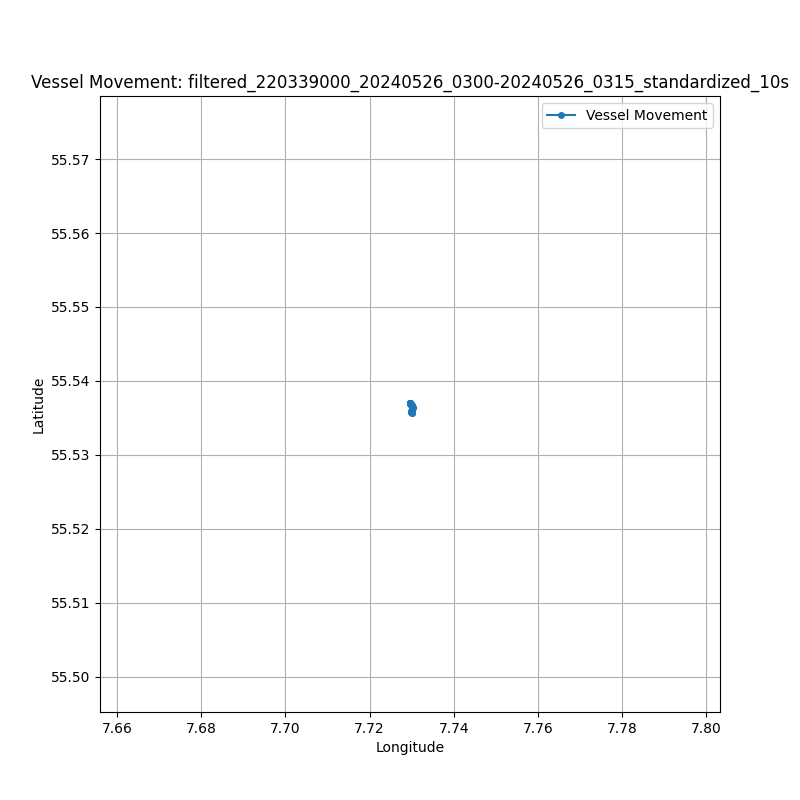 Vessel Movement: filtered_220339000_20240526_0300-20240526_0315_standardized_10s
Vessel Movement
55.57
55.56
55.55
55.54
55.53
55.52
55.51
55.50
Latitude
7.66 7.68 7.70 7.72 7.74 7.76 7.78 7.80
Longitude